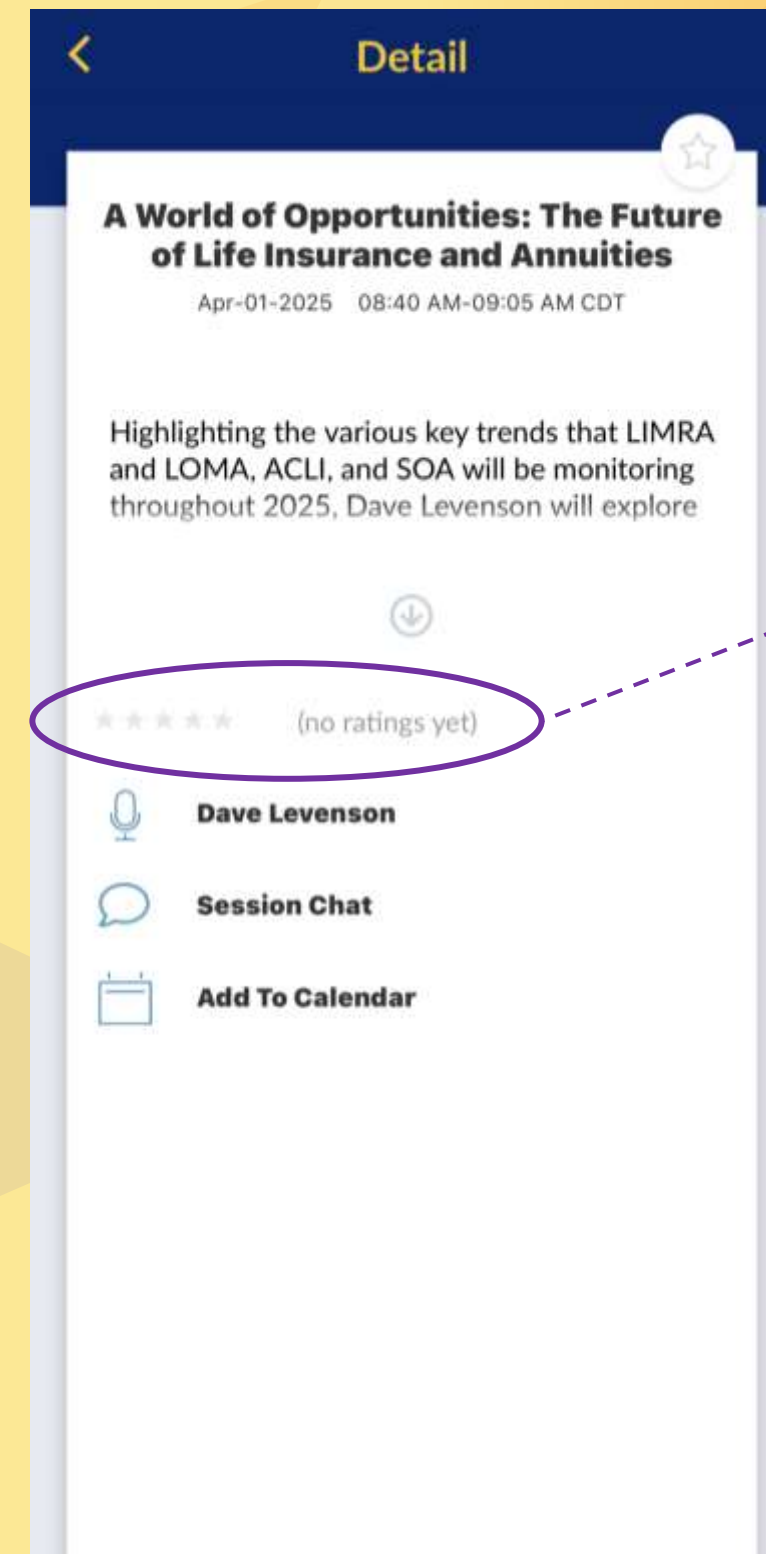 Detail
A World of Opportunities: The Future
of Life Insurance and Annuities
Apr-01-2025 08:40 AM-09:05 AM CDT
Highlighting the various key trends that LIMRA
and LOMA, ACLI, and SOA will be monitoring
throughout 2025, Dave Levenson will explore
(no ratings yet)
Dave Levenson
Session Chat
Add To Calendar